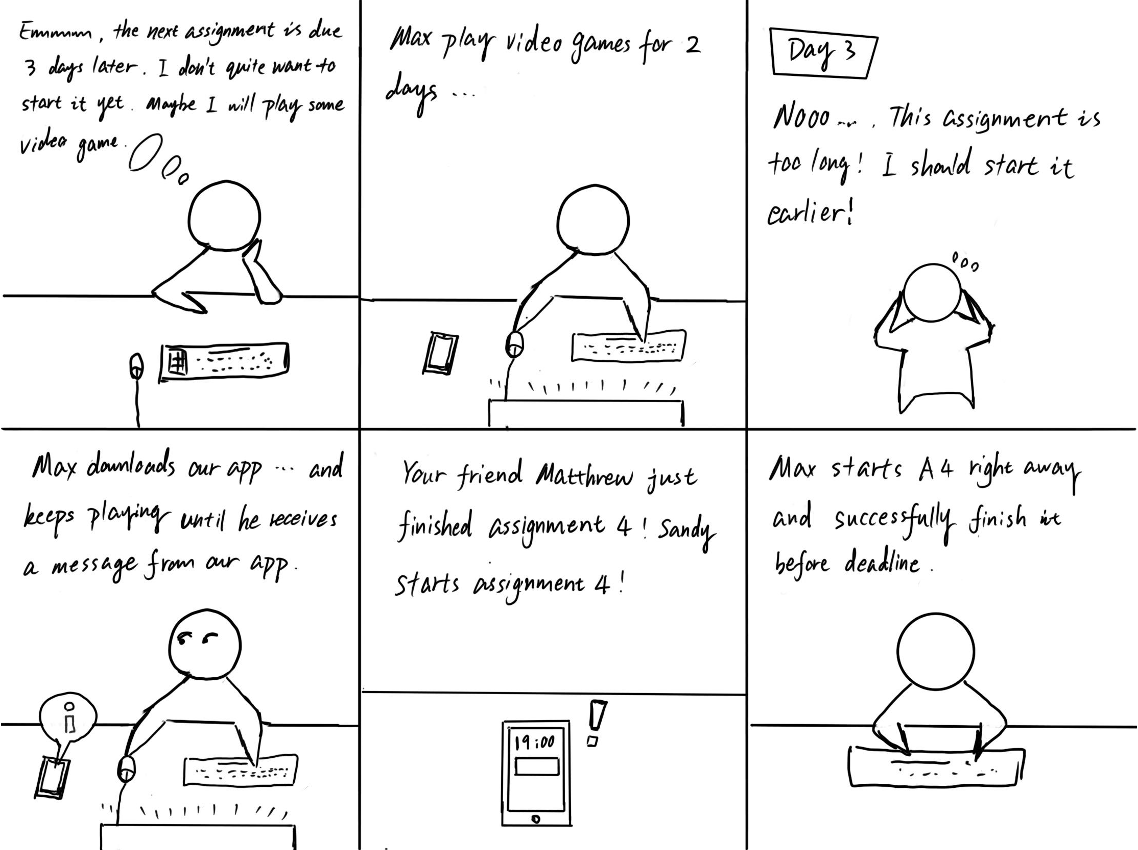 Emmmm, the next assignment is due
3 days later. I don't quite want to
start it yet. Maybe I will play some
video game.
Max play video games for 2
days ...
Day 3
Nooo~~. This assignment is
too long! I should start it
earlier!
Max downloads our app ... and
keeps playing until he receives
a message from our app.
i
Your friend Matthrew just
finished assignment 4! Sandy
starts assignment 4!
19:00
!
Max starts A4 right away
and successfully finish it
before deadline.